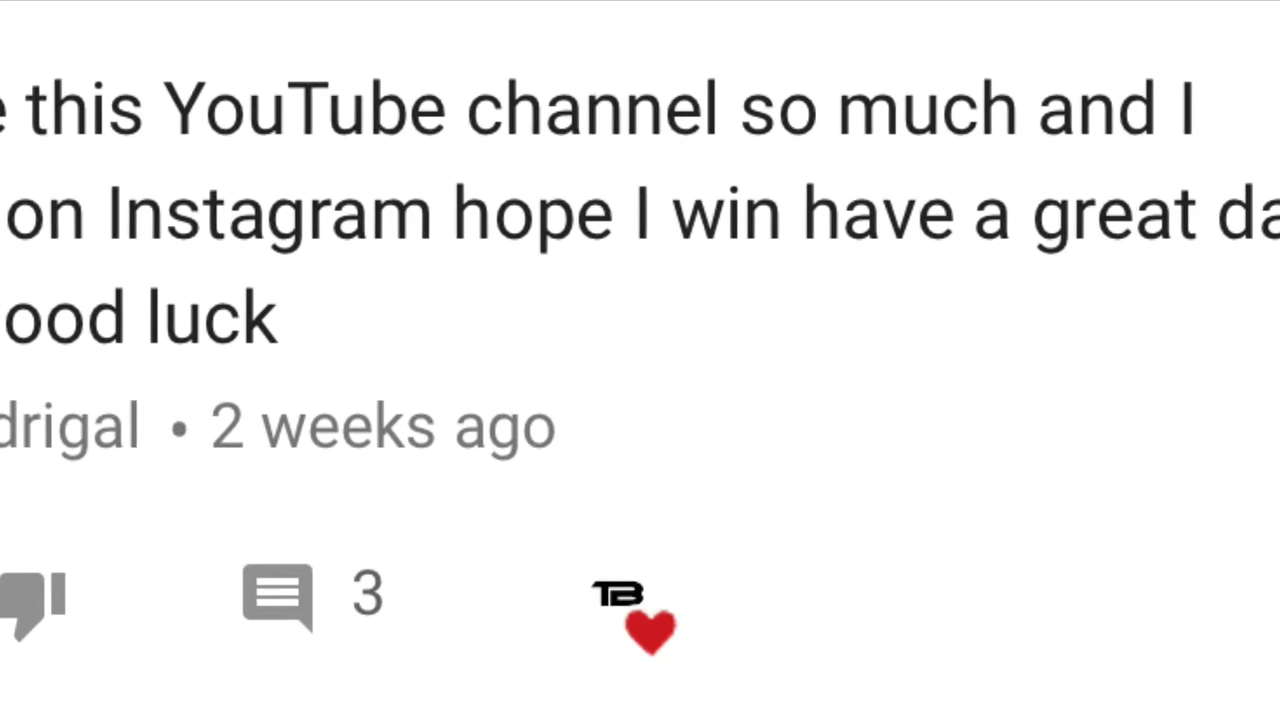 this YouTube channel so much and I
on Instagram hope I win have a great da
ood luck
drigal • 2 weeks ago
3
TB